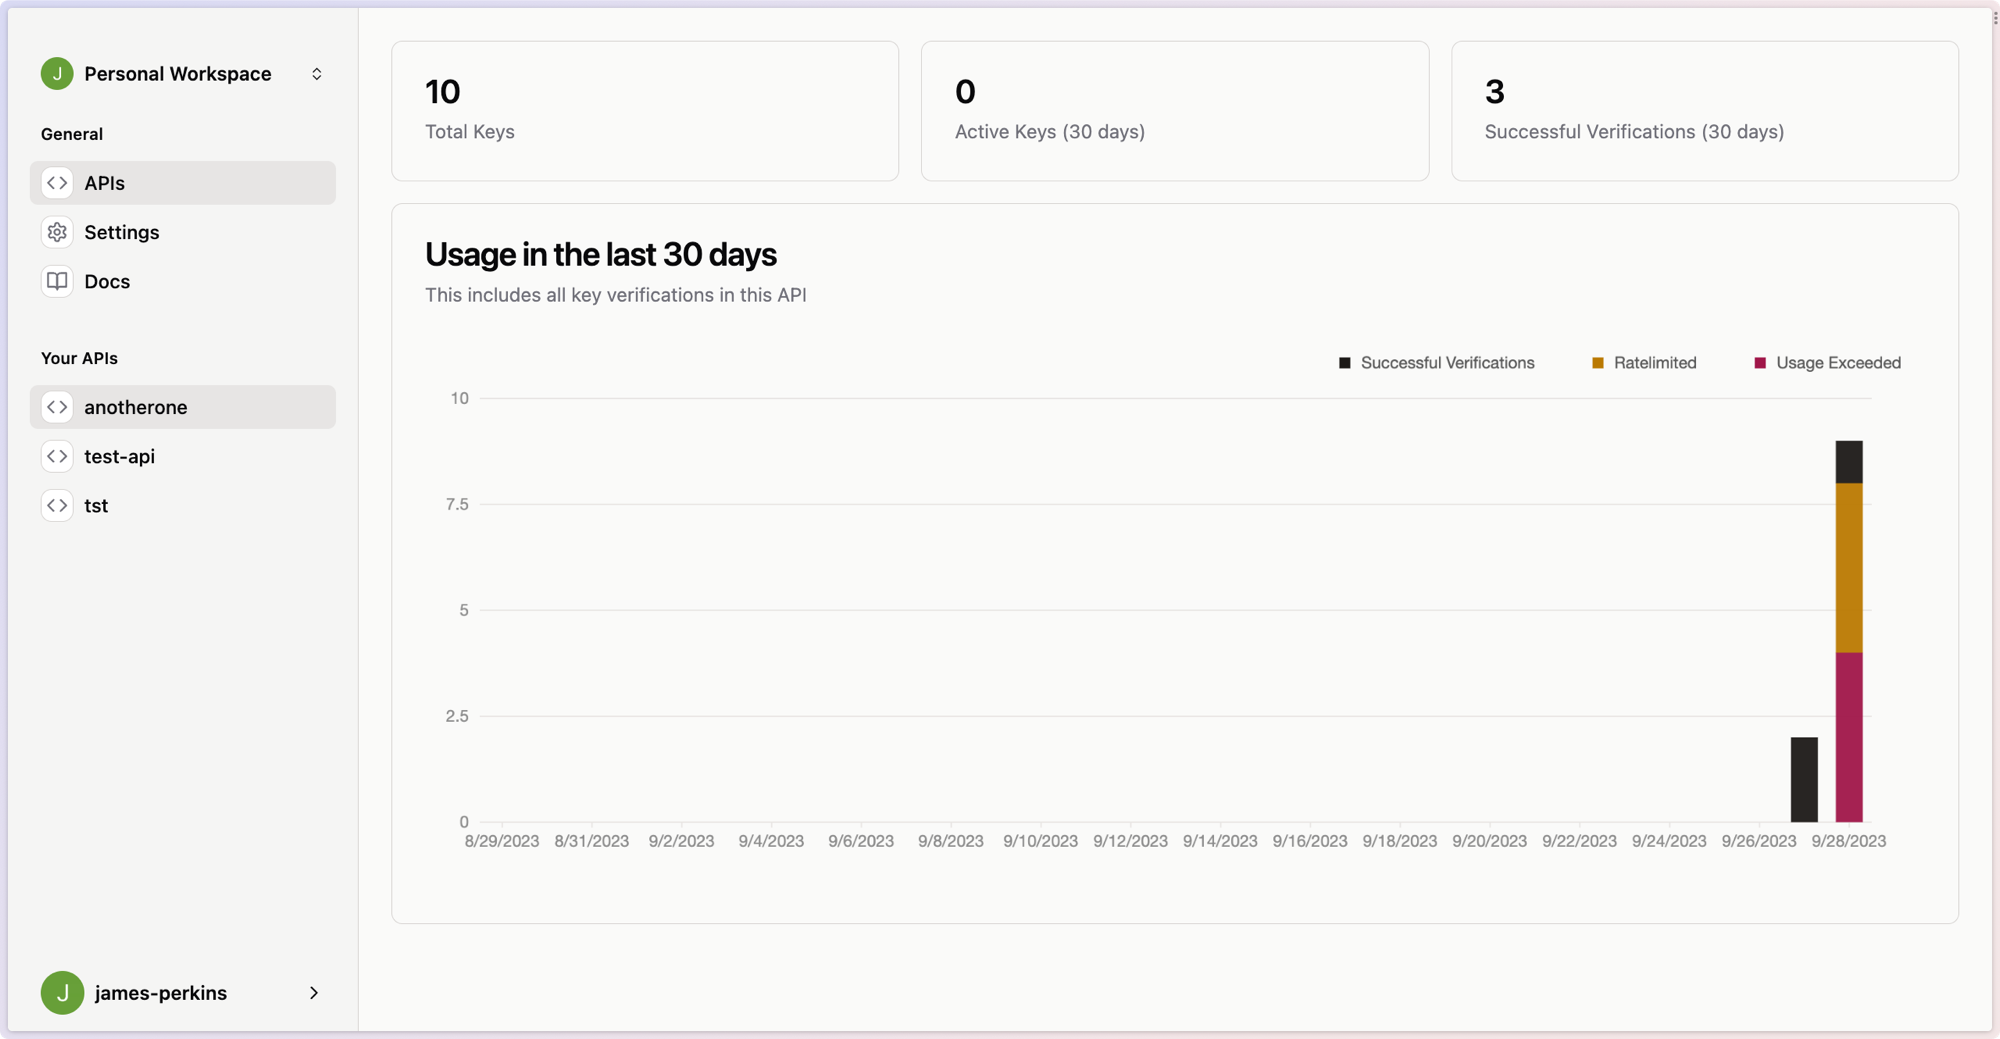 J Personal Workspace
General
APIs
Settings
Docs
Your APIs
anotherone
test-api
tst
J james-perkins
10
Total Keys
0
Active Keys (30 days)
3
Successful Verifications (30 days)
Usage in the last 30 days
This includes all key verifications in this API
Successful Verifications Ratelimited Usage Exceeded
10
7.5
5
2.5
0
8/29/2023 8/31/2023 9/2/2023 9/4/2023 9/6/2023 9/8/2023 9/10/2023 9/12/2023 9/14/2023 9/16/2023 9/18/2023 9/20/2023 9/22/2023 9/24/2023 9/26/2023 9/28/2023